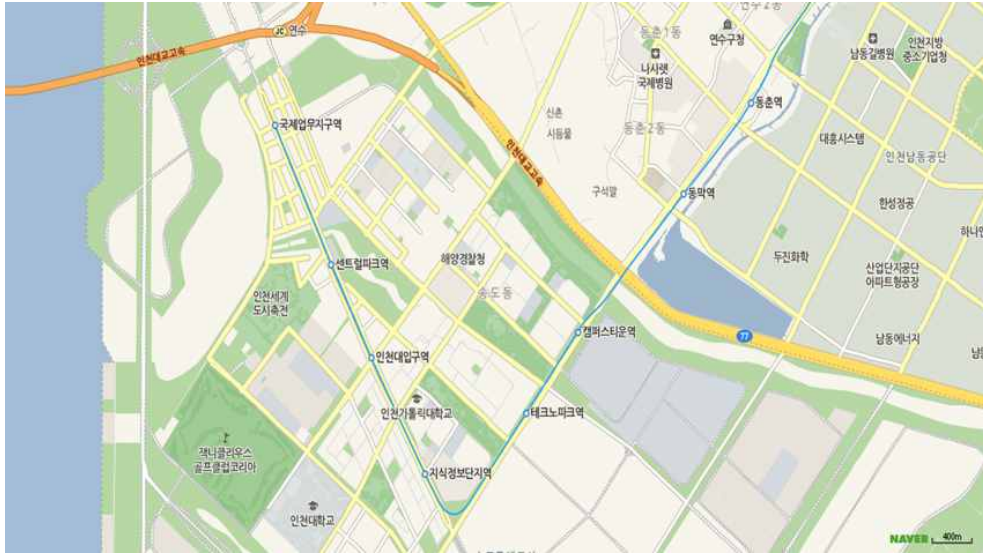 연수2동
동춘1동
연수구청
남동길병원
인천지방
중소기업청
JC 연수
인천대교고속
나사렛
국제병원
동춘역
신촌
국제업무지구역
시등물
동춘2동
대흥시스템
인천남동공단
인천대교고속
구석말
동막역
한성정공
센트럴파크역
해양경찰청
두진화학
산업단지공단
아파트형공장
송도동
인천세계
도시축전
캠퍼스타운역
77
남동에너지
인천대입구역
인천가톨릭대학교
테크노파크역
잭니클라우스
골프클럽코리아
지식정보단지역
인천대학교
NAVER 400m